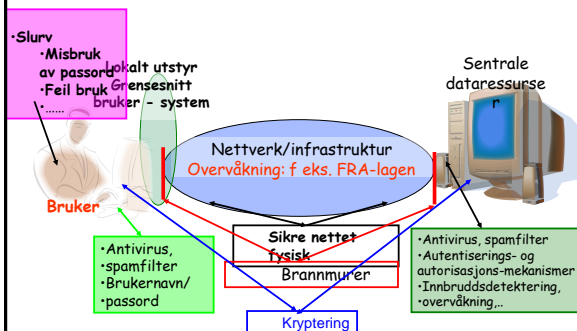 •Slurv
•Misbruk
av passord
•Feil bruk
•......
Lokalt utstyr
Grensesnitt
bruker – system
Sentrale
dataressurse
r
Nettverk/infrastruktur
Overvåkning: f eks. FRA-lagen
Bruker
•Antivirus,
spamfilter
•Brukernavn/
•passord
Sikre nettet
fysisk
Brannmurer
•Antivirus, spamfilter
•Autentiserings- og
autorisasjons-mekanismer
•Innbruddsdetektering,
overvåkning,..
Kryptering